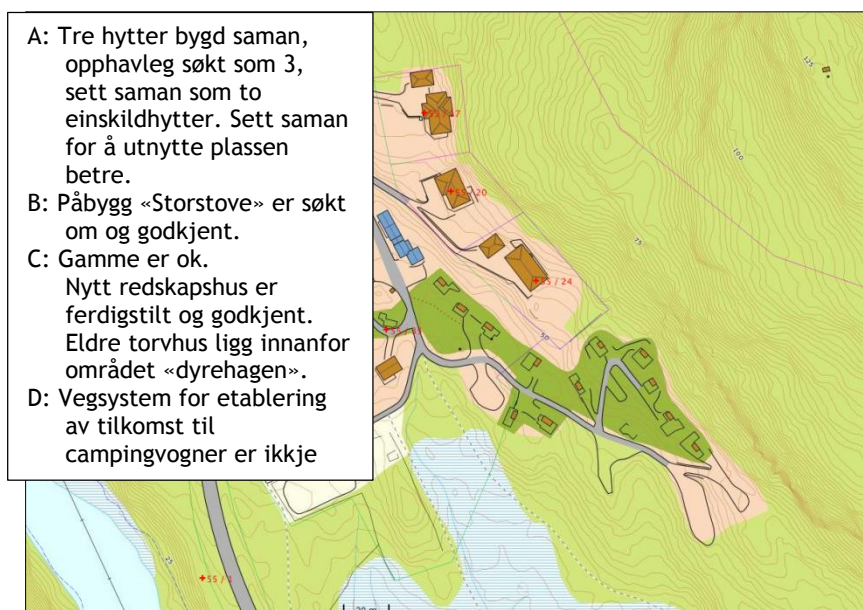 A: Tre hytter bygd saman,
opphavleg søkt som 3,
sett saman som to
einskildhytter. Sett saman
for å utnytte plassen
betre.
B: Påbygg «Storstove» er søkt
om og godkjent.
C: Gamme er ok.
Nytt redskapshus er
ferdigstilt og godkjent.
Eldre torvhus ligg innanfor
området «dyrehagen».
D: Vegsystem for etablering
av tilkomst til
campingvogner er ikkje
125
100
75
55 / 20
55 / 24
50
25
55 / 1
20 m